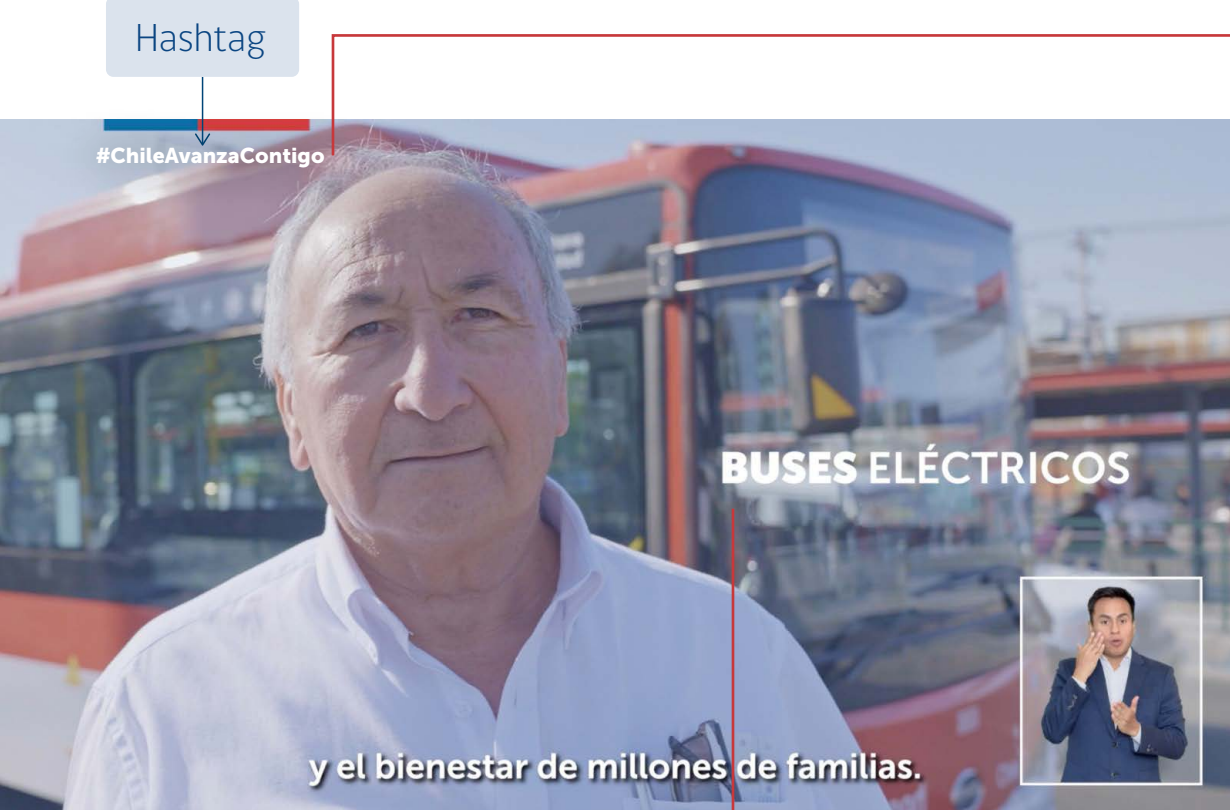 Hashtag
#ChileAvanzaContigo
BUSES ELÉCTRICOS
y el bienestar de millones de familias.